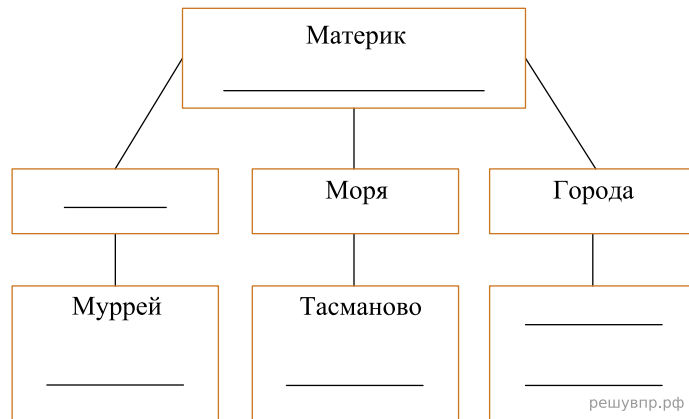 Материк
Моря
Города
Муррей
Тасманово
решувпр.рф